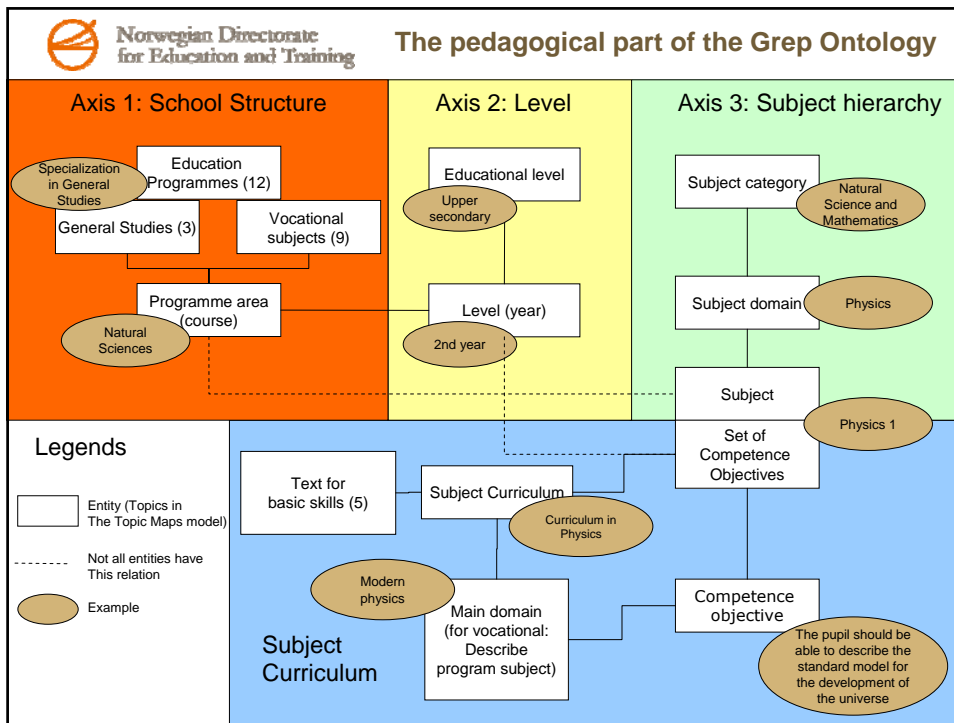 Norwegian Directorate
for Education and Training
The pedagogical part of the Grep Ontology
Axis 1: School Structure
Specialization
in General
Studies
Education
Programmes (12)
General Studies (3)
Vocational
subjects (9)
Programme area
(course)
Natural
Sciences
Axis 2: Level
Educational level
Upper
secondary
Level (year)
2nd year
Axis 3: Subject hierarchy
Subject category
Natural
Science and
Mathematics
Subject domain
Physics
Subject
Physics 1
Set of
Competence
Objectives
Legends
Entity (Topics in
The Topic Maps model)
Not all entities have
This relation
Example
Text for
basic skills (5)
Subject Curriculum
Curriculum in
Physics
Modern
physics
Main domain
(for vocational:
Describe
program subject)
Competence
objective
The pupil should be
able to describe the
standard model for
the development of
the universe
Subject
Curriculum